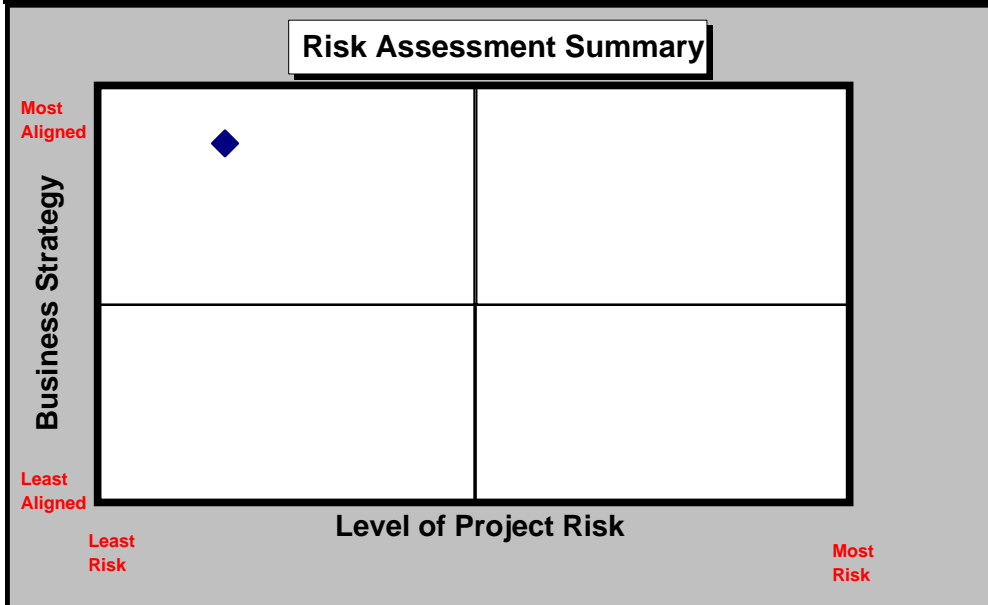 Risk Assessment Summary
Most
Aligned
Business Strategy
Least
Aligned
Level of Project Risk
Least
Risk
Most
Risk